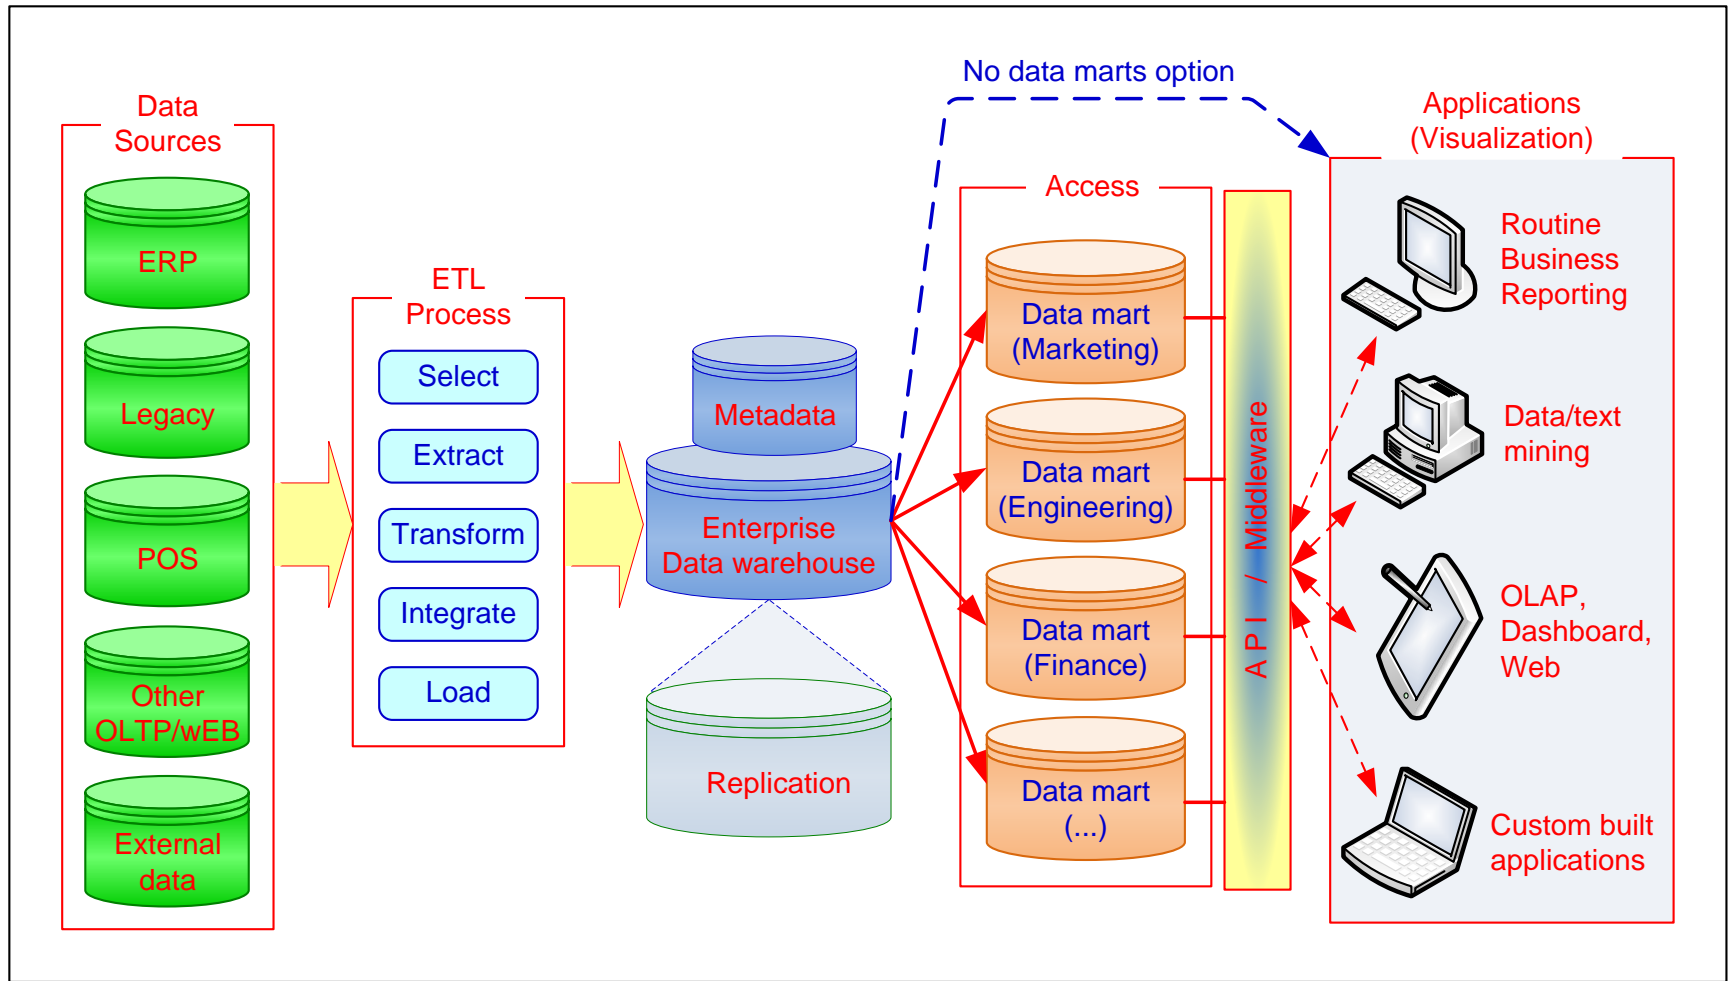 No data marts option
Data
Sources
ERP
Legacy
POS
Other
OLTP/wEB
External
data
ETL
Process
Select
Extract
Transform
Integrate
Load
Metadata
Enterprise
Data warehouse
Replication
Access
Data mart
(Marketing)
Data mart
(Engineering)
Data mart
(Finance)
Data mart
(...)
API / Middleware
Applications
(Visualization)
Routine
Business
Reporting
Data/text
mining
OLAP,
Dashboard,
Web
Custom built
applications